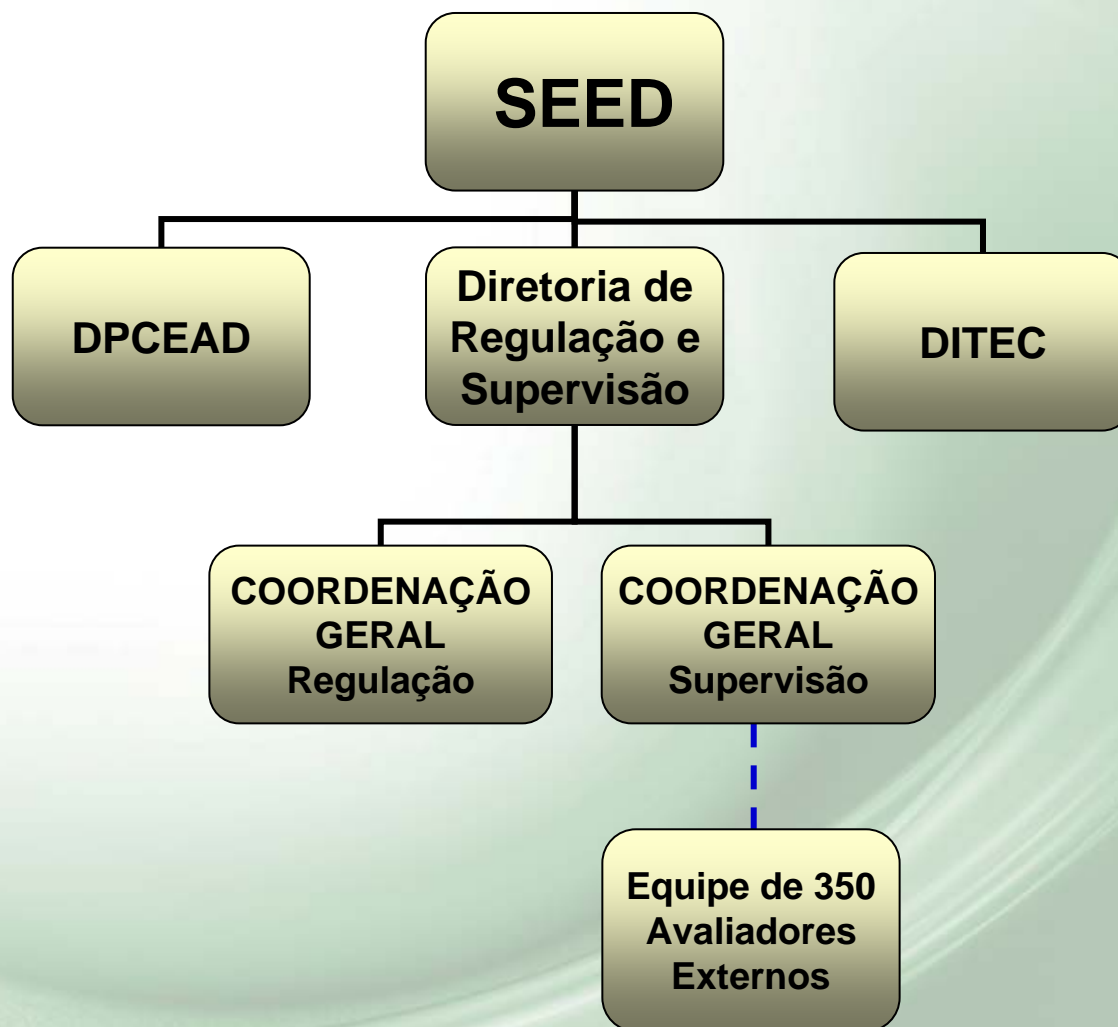 SEED
DPCEAD
Diretoria de
Regulação e
Supervisão
DITEC
COORDENAÇÃO
GERAL
Regulação
COORDENAÇÃO
GERAL
Supervisão
Equipe de 350
Avaliadores
Externos